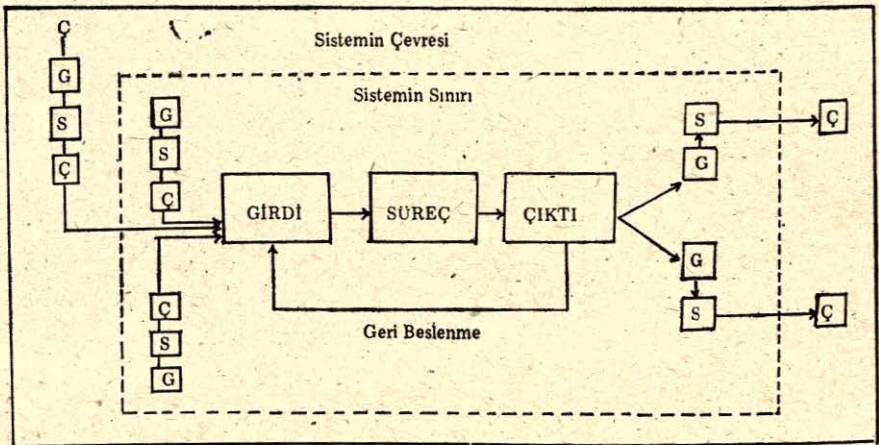 Sistemin Çevresi
Sistemin Sınırı
Ç
G
S
Ç
G
S
Ç
GİRDİ
SÜREÇ
ÇIKTI
S
G
Ç
G
S
Ç
Ç
S
G
Geri Beslenme